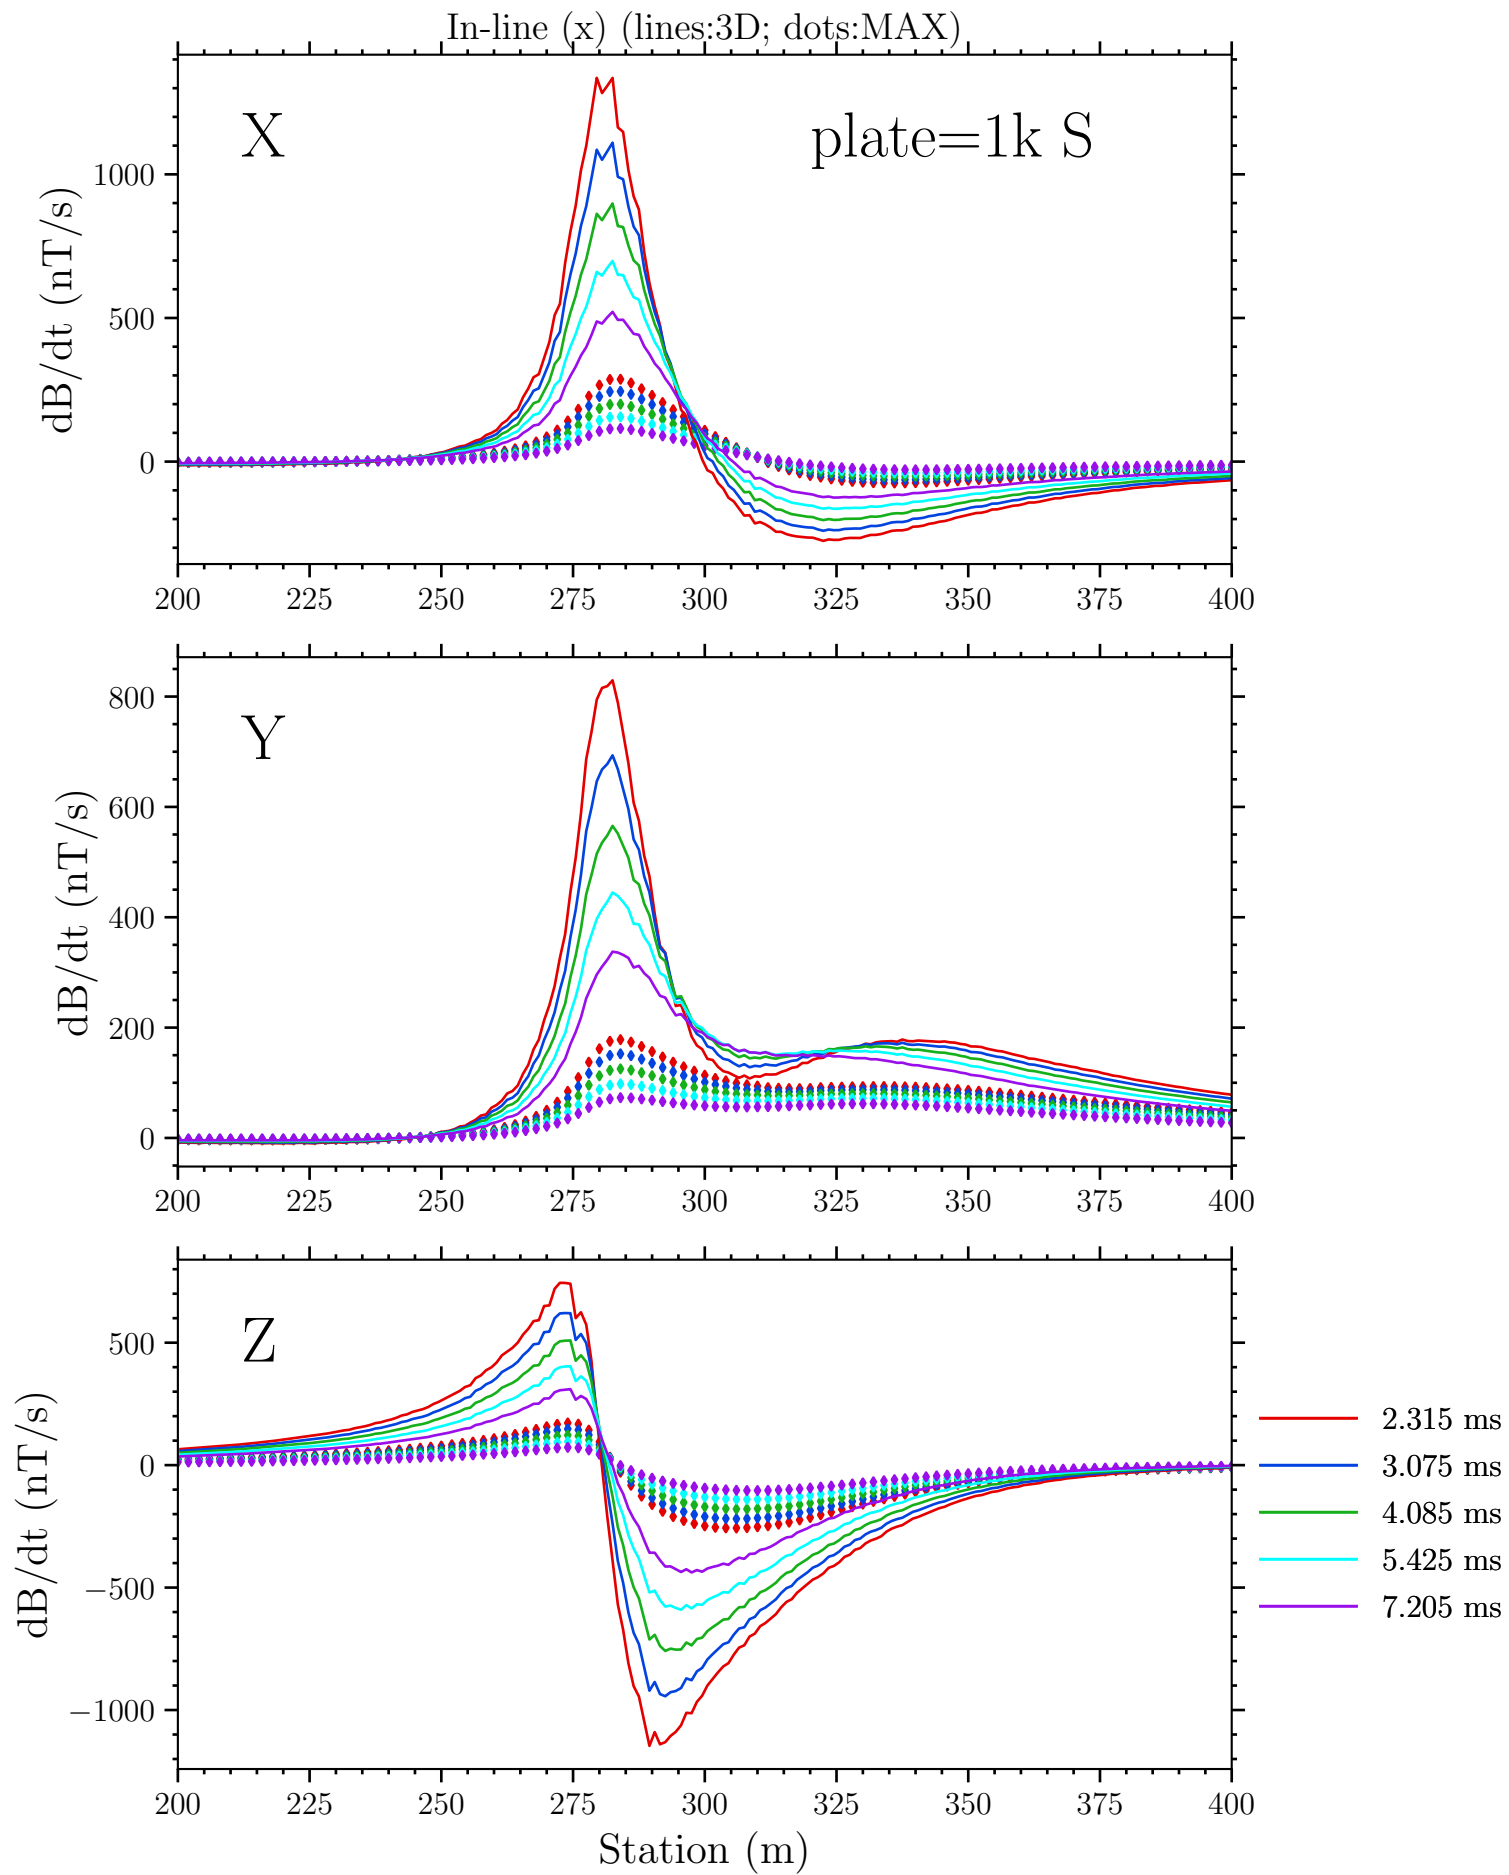 In-line (x) (lines:3D; dots:MAX)
X
plate=1k S
dB/dt (nT/s)
1000
500
0
200 225 250 275 300 325 350 375 400
Y
dB/dt (nT/s)
800
600
400
200
0
200 225 250 275 300 325 350 375 400
Z
dB/dt (nT/s)
500
0
−500
−1000
200 225 250 275 300 325 350 375 400
Station (m)
2.315 ms
3.075 ms
4.085 ms
5.425 ms
7.205 ms